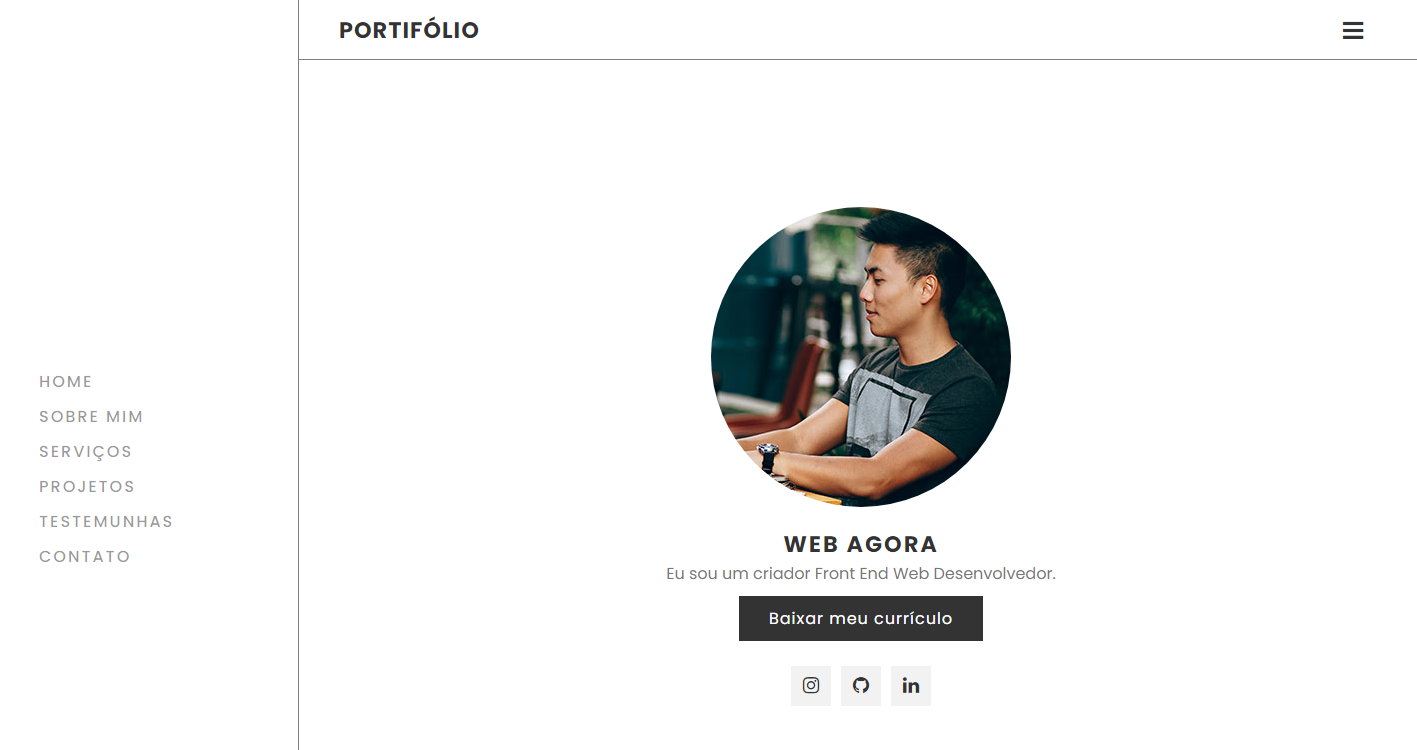 PORTIFÓLIO
HOME
SOBRE MIM
SERVIÇOS
PROJETOS
TESTEMUNHAS
CONTATO
WEB AGORA
Eu sou um criador Front End Web Desenvolvedor.
Baixar meu currículo
in